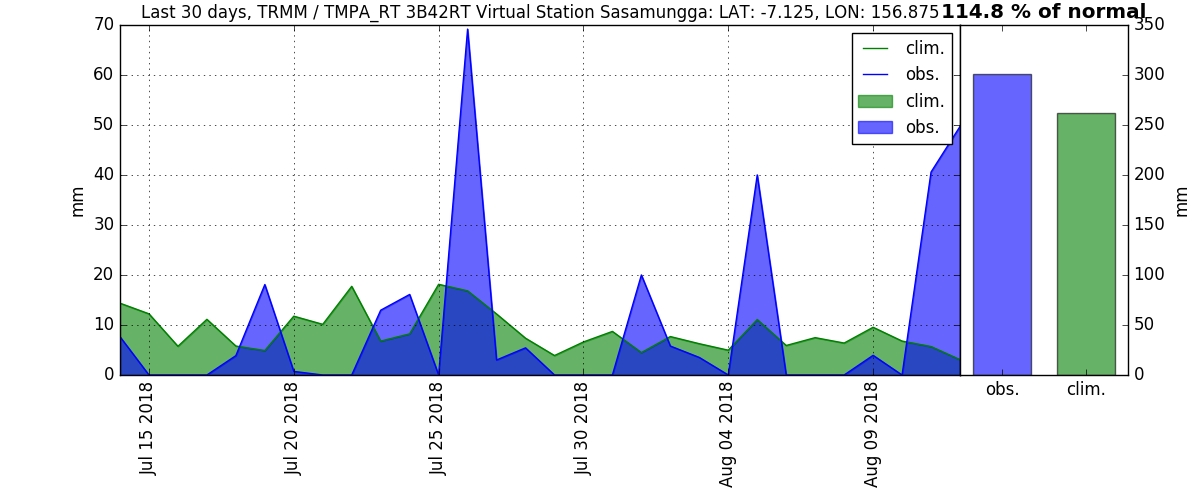 Last 30 days, TRMM / TMPA_RT 3B42RT Virtual Station Sasamungga: LAT: -7.125, LON: 156.875
114.8 % of normal
70
60
50
40
30
20
10
0
mm
clim.
obs.
clim.
obs.
350
300
250
200
150
100
50
0
mm
Jul 15 2018
Jul 20 2018
Jul 25 2018
Jul 30 2018
Aug 04 2018
Aug 09 2018
obs.
clim.